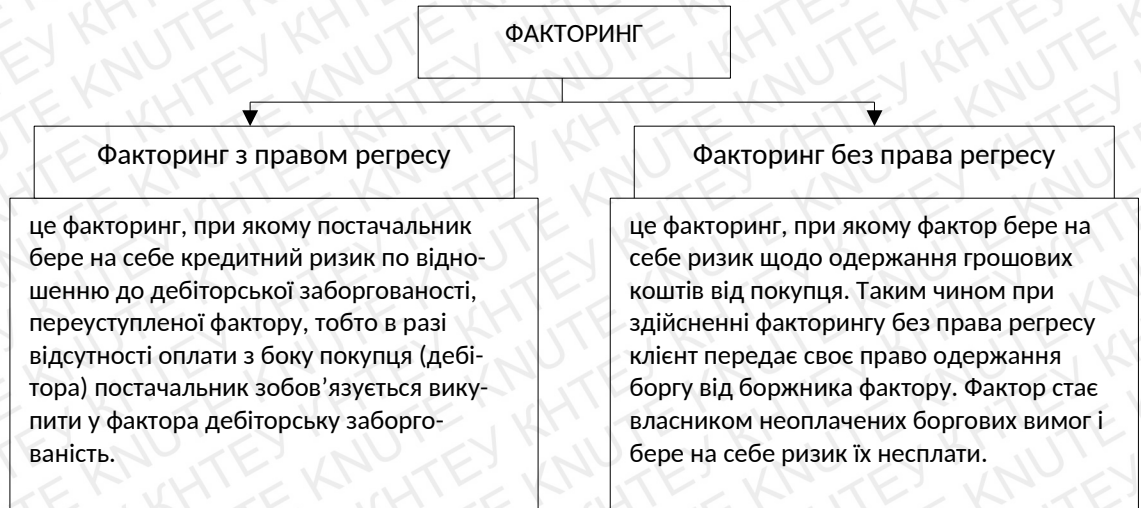 ФАКТОРИНГ
Факторинг з правом регресу
це факторинг, при якому постачальник
бере на себе кредитний ризик по відно-
шенню до дебіторської заборгованості,
переуступленої фактору, тобто в разі
відсутності оплати з боку покупця (дебі-
тора) постачальник зобов’язується вику-
пити у фактора дебіторську заборго-
ваність.
Факторинг без права регресу
це факторинг, при якому фактор бере на
себе ризик щодо одержання грошових
коштів від покупця. Таким чином при
здійсненні факторингу без права регресу
клієнт передає своє право одержання
боргу від боржника фактору. Фактор стає
власником неоплачених боргових вимог і
бере на себе ризик їх несплати.